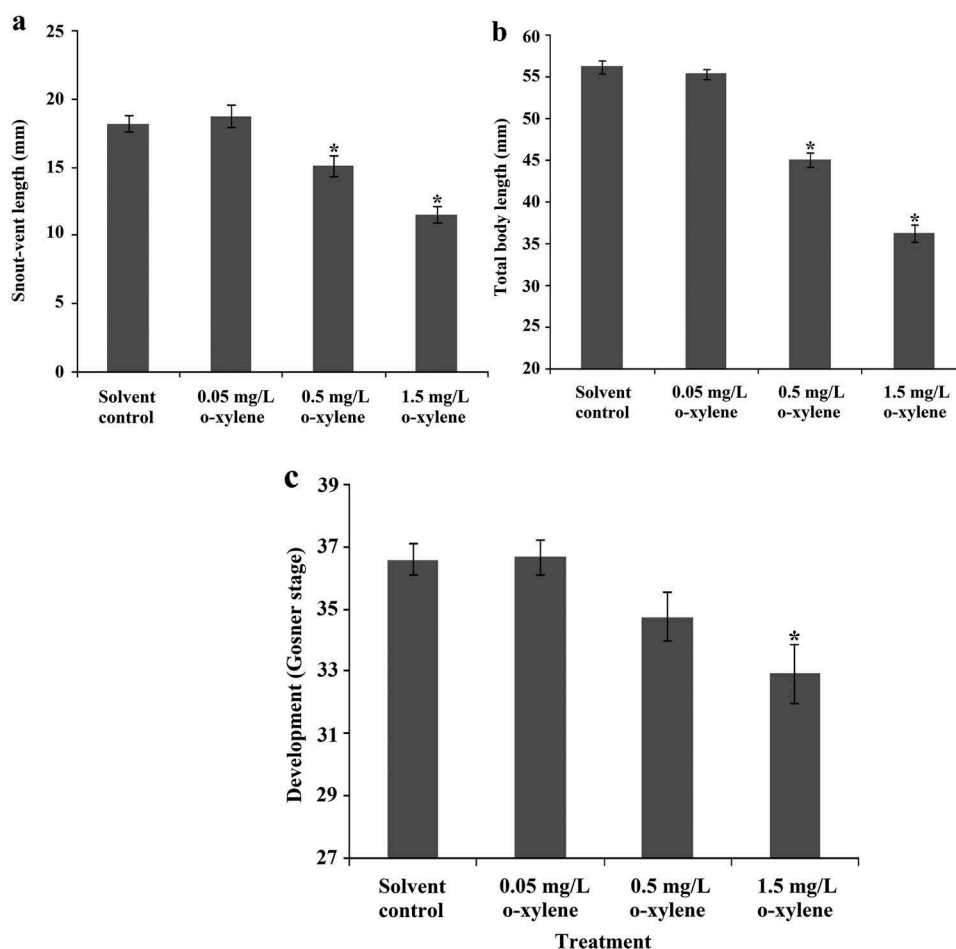 a
Snout-vent length (mm)
25
20
15
10
5
0
*
*
Solvent
control
0.05 mg/L
o-xylene
0.5 mg/L
o-xylene
1.5 mg/L
o-xylene
b
Total body length (mm)
60
55
50
45
40
35
30
25
20
*
*
Solvent
control
0.05 mg/L
o-xylene
0.5 mg/L
o-xylene
1.5 mg/L
o-xylene
c
Development (Gosner stage)
39
37
35
33
31
29
27
*
Solvent
control
0.05 mg/L
o-xylene
0.5 mg/L
o-xylene
1.5 mg/L
o-xylene
Treatment